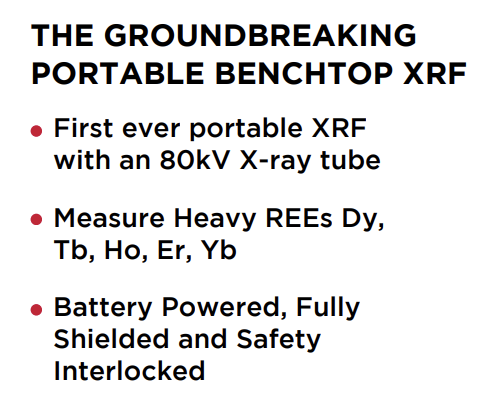 THE GROUNDBREAKING
PORTABLE BENCHTOP XRF
First ever portable XRF
with an 80kV X-ray tube
Measure Heavy REEs Dy,
Tb, Ho, Er, Yb
Battery Powered, Fully
Shielded and Safety
Interlocked